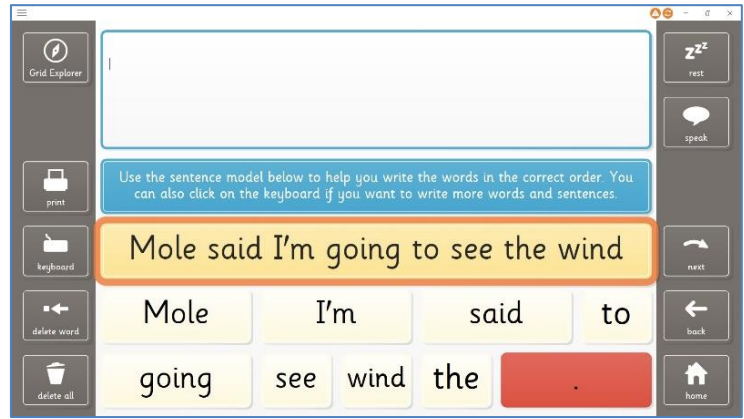 Grid Explorer
zzz
rest
speak
print
Use the sentence model below to help you write the words in the correct order. You
can also click on the keyboard if you want to write more words and sentences.
keyboard
Mole said I'm going to see the wind
next
delete word
Mole I'm said to
back
delete all
going see wind the .
home